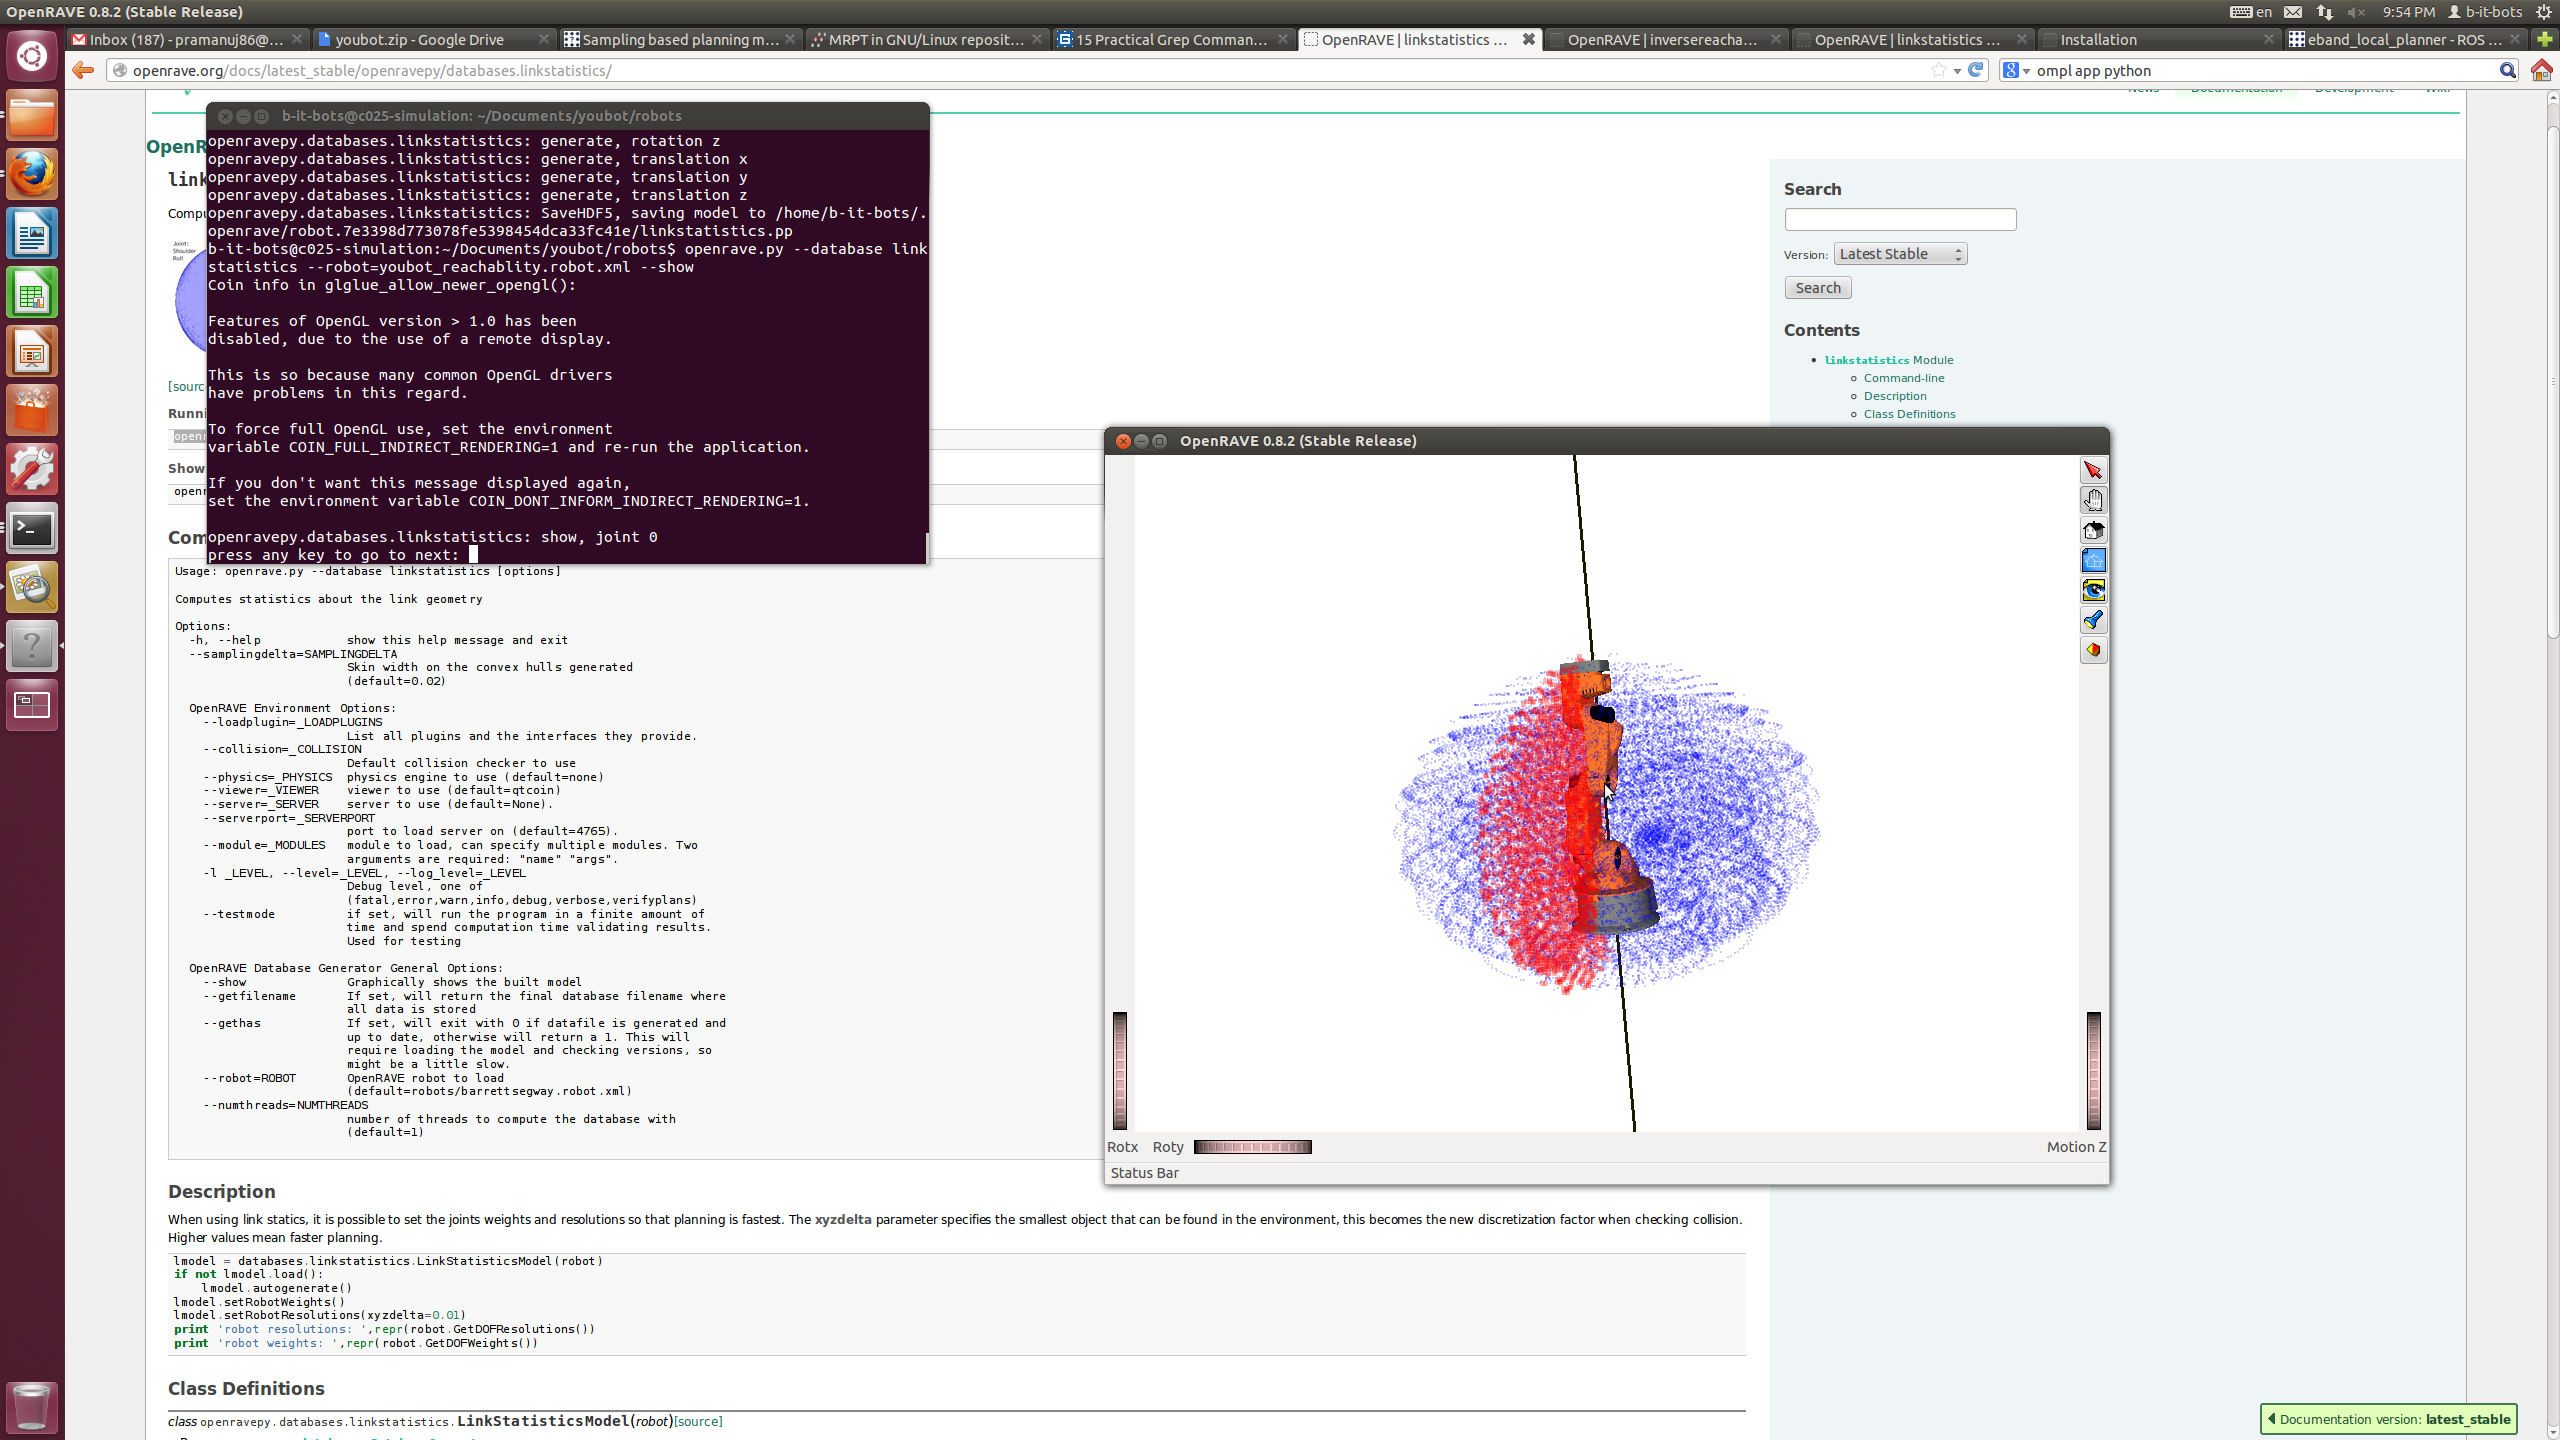 OpenRAVE 0.8.2 (Stable Release)
en
9:54 PM
b-it-bots
Inbox (187) - pramanuj86@...
youbot.zip - Google Drive
Sampling based planning m...
MRPT in GNU/Linux reposit...
15 Practical Grep Comman...
OpenRAVE | linkstatistics ...
OpenRAVE | inversereacha...
OpenRAVE | linkstatistics ...
Installation
eband_local_planner - ROS ...
openrave.org/docs/latest_stable/openravepy/databases.linkstatistics/
ompl app python
News Documentation Development Wiki
b-it-bots@c025-simulation: ~/Documents/youbot/robots
openravepy.databases.linkstatistics: generate, rotation z
openravepy.databases.linkstatistics: generate, translation x
openravepy.databases.linkstatistics: generate, translation y
openravepy.databases.linkstatistics: generate, translation z
openravepy.databases.linkstatistics: SaveHDF5, saving model to /home/b-it-bots/.
openrave/robot.7e3398d773078fe5398454dca33fc41e/linkstatistics.pp
b-it-bots@c025-simulation:~/Documents/youbot/robots$ openrave.py --database link
statistics --robot=youbot_reachablity.robot.xml --show
Coin info in glglue_allow_newer_opengl():
Features of OpenGL version > 1.0 has been
disabled, due to the use of a remote display.
This is so because many common OpenGL drivers
have problems in this regard.
To force full OpenGL use, set the environment
variable COIN_FULL_INDIRECT_RENDERING=1 and re-run the application.
If you don't want this message displayed again,
set the environment variable COIN_DONT_INFORM_INDIRECT_RENDERING=1.
openravepy.databases.linkstatistics: show, joint 0
press any key to go to next:
OpenR
link
Compu
Joint:
Shoulder
Roll
[sourc
Runni
openr
Show
openr
Com
Usage: openrave.py --database linkstatistics [options]
Computes statistics about the link geometry
Options:
-h, --help show this help message and exit
--samplingdelta=SAMPLINGDELTA
Skin width on the convex hulls generated
(default=0.02)
OpenRAVE Environment Options:
--loadplugin=_LOADPLUGINS
List all plugins and the interfaces they provide.
--collision=_COLLISION
Default collision checker to use
--physics=_PHYSICS physics engine to use (default=none)
--viewer=_VIEWER viewer to use (default=qtcoin)
--server=_SERVER server to use (default=None).
--serverport=_SERVERPORT
port to load server on (default=4765).
--module=_MODULES module to load, can specify multiple modules. Two
arguments are required: "name" "args".
-l _LEVEL, --level=_LEVEL, --log_level=_LEVEL
Debug level, one of
(fatal,error,warn,info,debug,verbose,verifyplans)
--testmode if set, will run the program in a finite amount of
time and spend computation time validating results.
Used for testing
OpenRAVE Database Generator General Options:
--show Graphically shows the built model
--getfilename If set, will return the final database filename where
all data is stored
--gethas If set, will exit with 0 if datafile is generated and
up to date, otherwise will return a 1. This will
require loading the model and checking versions, so
might be a little slow.
--robot=ROBOT OpenRAVE robot to load
(default=robots/barrettsegway.robot.xml)
--numthreads=NUMTHREADS
number of threads to compute the database with
(default=1)
Description
When using link statics, it is possible to set the joints weights and resolutions so that planning is fastest. The xyzdelta parameter specifies the smallest object that can be found in the environment, this becomes the new discretization factor when checking collision.
Higher values mean faster planning.
lmodel = databases.linkstatistics.LinkStatisticsModel(robot)
if not lmodel.load():
lmodel.autogenerate()
lmodel.setRobotWeights()
lmodel.setRobotResolutions(xyzdelta=0.01)
print 'robot resolutions: ',repr(robot.GetDOFResolutions())
print 'robot weights: ',repr(robot.GetDOFWeights())
Class Definitions
class openravepy.databases.linkstatistics.LinkStatisticsModel(robot)[source]
Search
Version: Latest Stable
Search
Contents
linkstatistics Module
Command-line
Description
Class Definitions
OpenRAVE 0.8.2 (Stable Release)
Rotx Roty
Motion Z
Status Bar
Documentation version: latest_stable